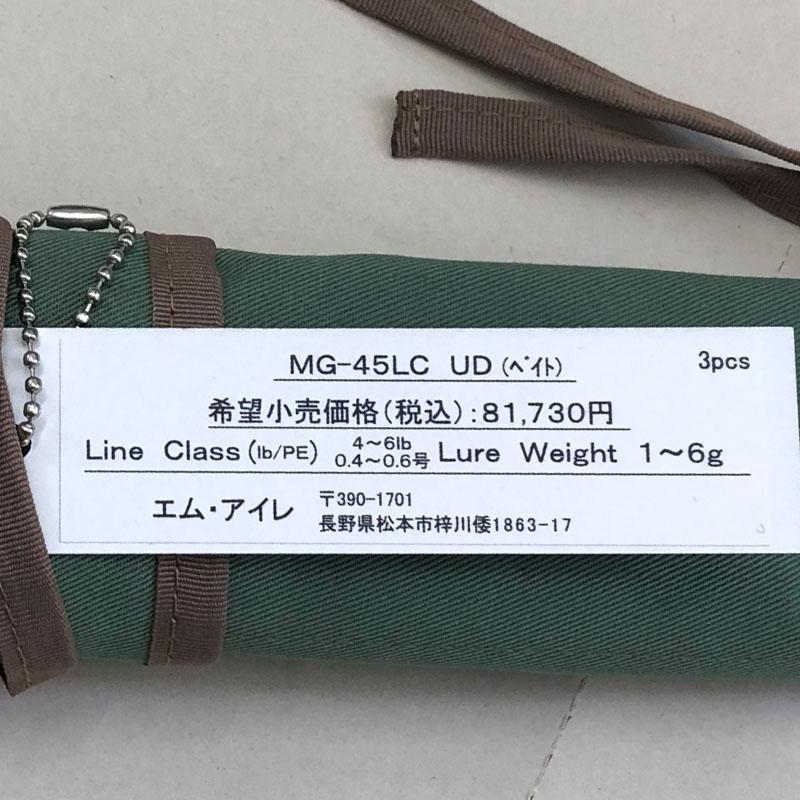 MG-45LC UD (ﾍﾞｲﾄ) 3pcs
希望小売価格(税込):81,730円
Line Class (lb/PE) 4～6lb 0.4～0.6号 Lure Weight 1～6g
エム・アイレ 〒390-1701
長野県松本市梓川倭1863-17